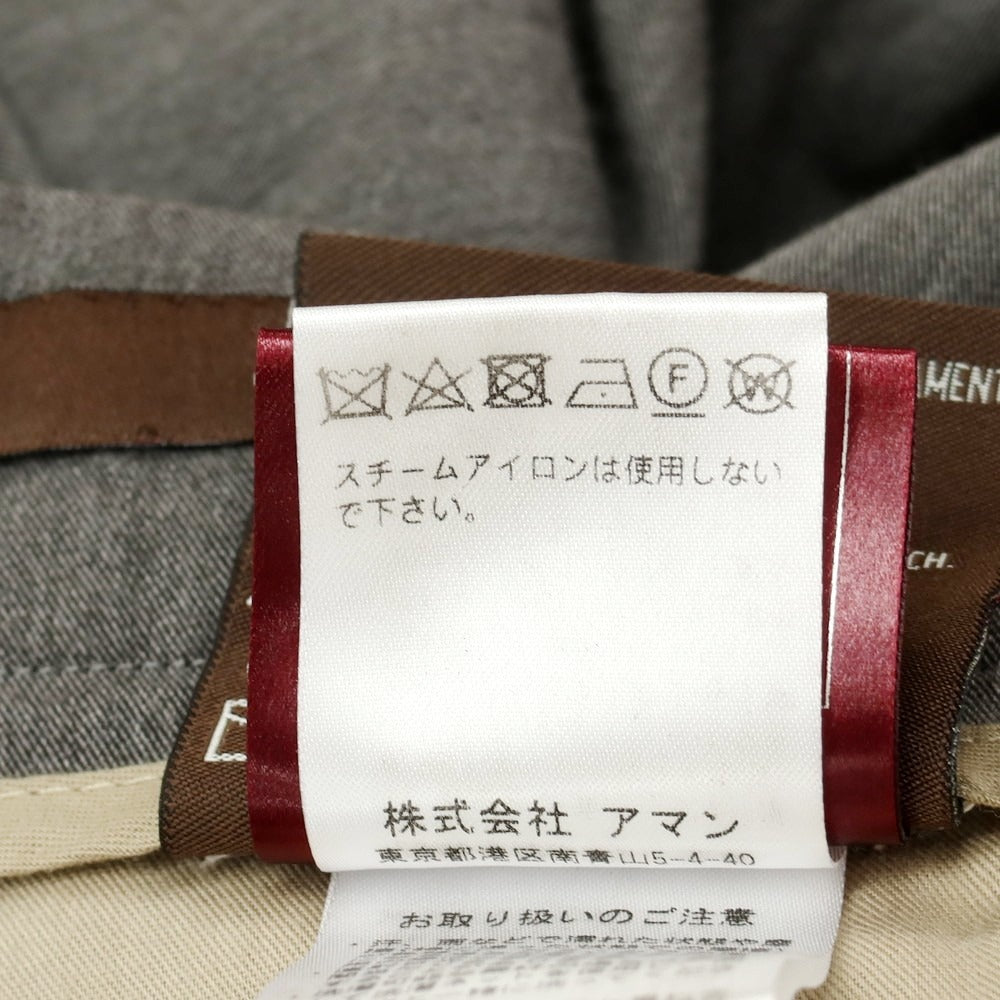 F
W
スチームアイロンは使用しない
で下さい。
MENT
CH.
株式会社 アマン
東京都港区南青山5-4-40
お取り扱いのご注意